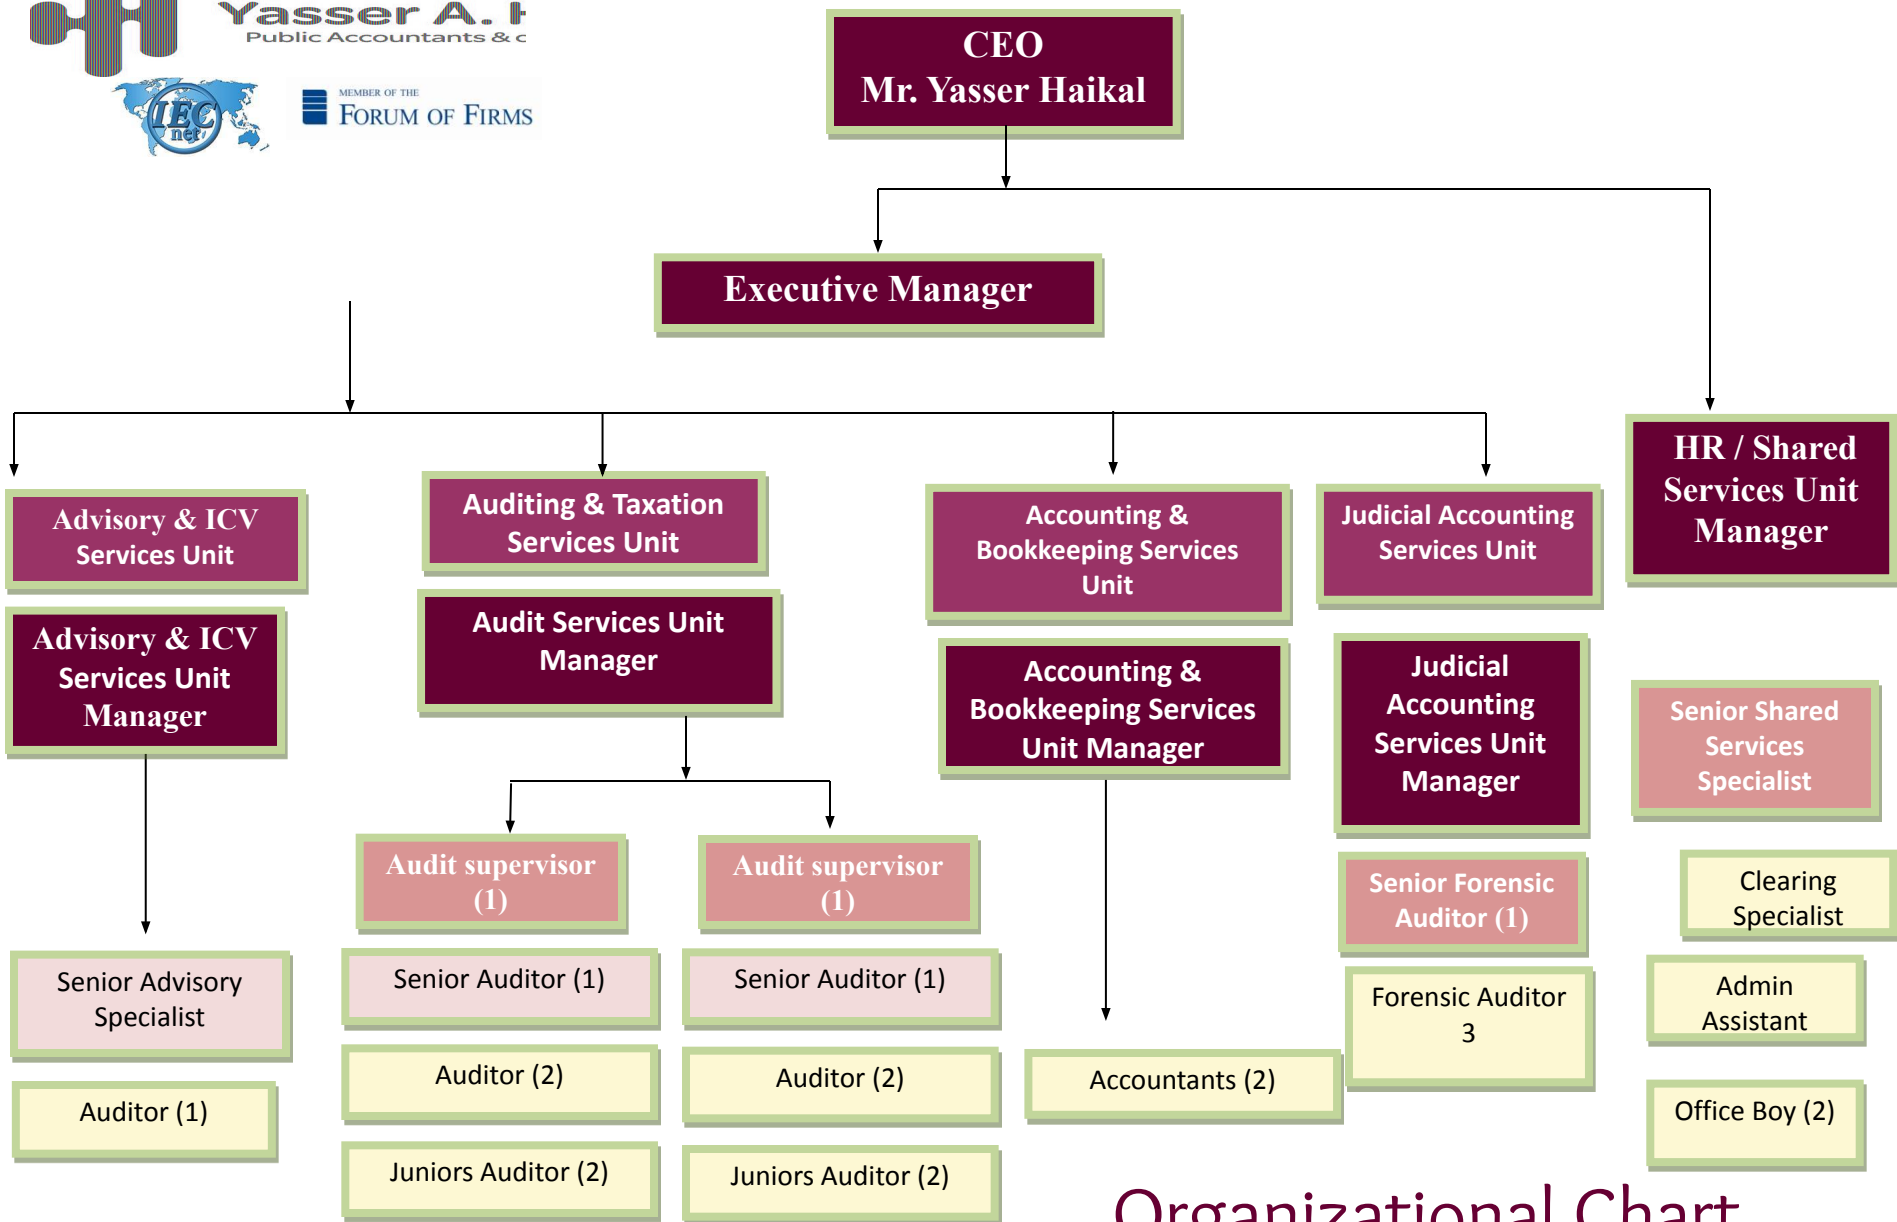 Yasser A.
Public Accountants &
IEC
net
MEMBER OF THE
FORUM OF FIRMS
CEO
Mr. Yasser Haikal
Executive Manager
Advisory & ICV
Services Unit
Auditing & Taxation
Services Unit
Accounting &
Bookkeeping Services
Unit
Judicial Accounting
Services Unit
HR / Shared
Services Unit
Manager
Advisory & ICV
Services Unit
Manager
Audit Services Unit
Manager
Accounting &
Bookkeeping Services
Unit Manager
Judicial
Accounting
Services Unit
Manager
Senior Shared
Services
Specialist
Audit supervisor
(1)
Audit supervisor
(1)
Senior Forensic
Auditor (1)
Clearing
Specialist
Senior Advisory
Specialist
Senior Auditor (1)
Senior Auditor (1)
Forensic Auditor
3
Admin
Assistant
Auditor (1)
Auditor (2)
Auditor (2)
Accountants (2)
Office Boy (2)
Juniors Auditor (2)
Juniors Auditor (2)
Organizational Chart